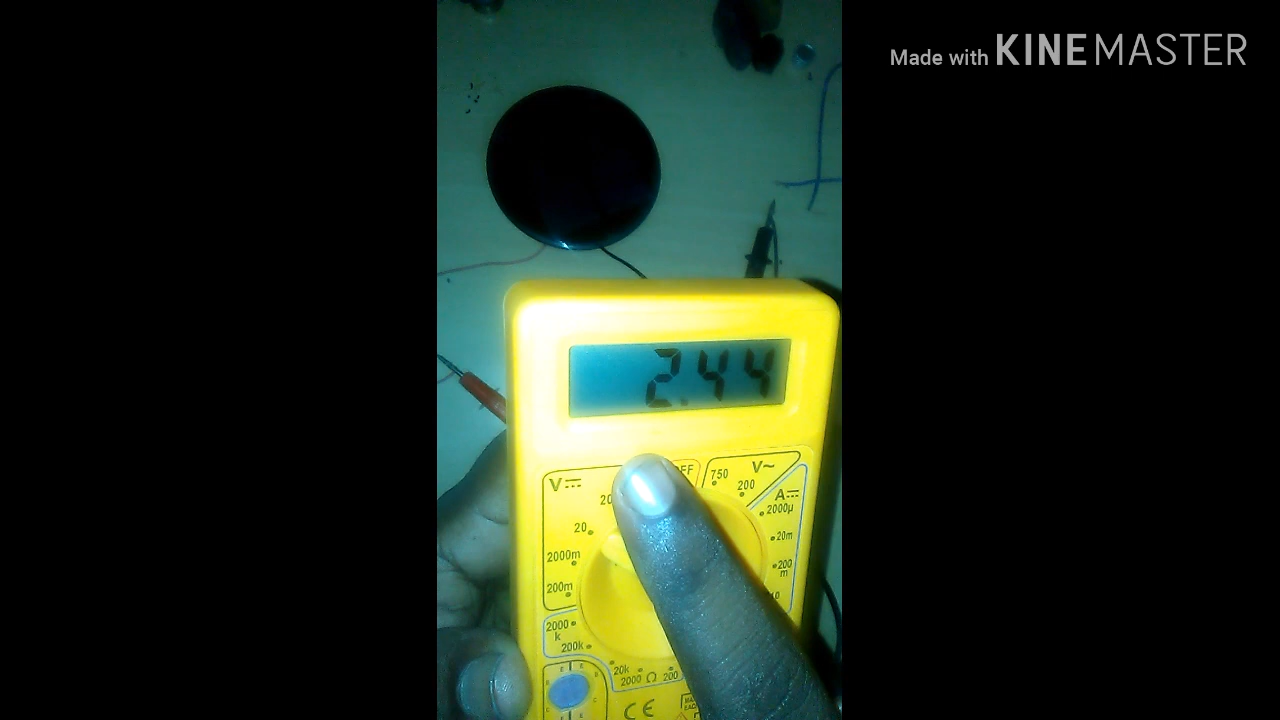 Made with KINEMASTER
2.44
V⎓
20
20
2000m
200m
2000
k
200k
20k
2000 Ω 200
750
V~
200
A⎓
2000µ
20m
200
m
CE